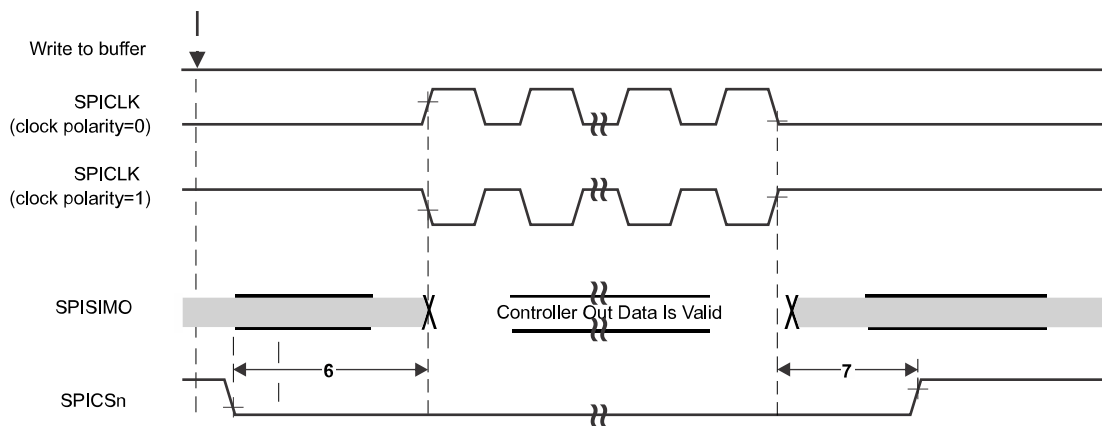 Write to buffer
SPICLK
(clock polarity=0)
SPICLK
(clock polarity=1)
SPISIMO
Controller Out Data Is Valid
6
7
SPICSn